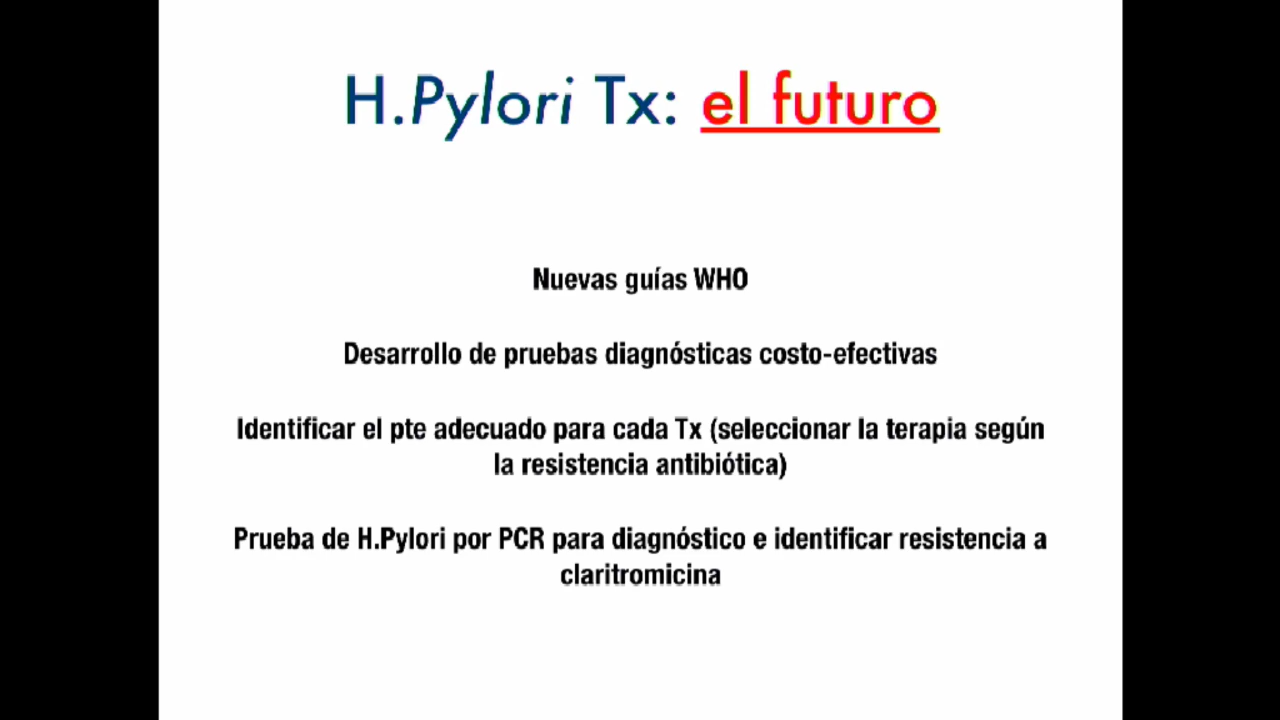 H.Pylori Tx: el futuro
Nuevas guías WHO
Desarrollo de pruebas diagnósticas costo-efectivas
Identificar el pte adecuado para cada Tx (seleccionar la terapia según
la resistencia antibiótica)
Prueba de H.Pylori por PCR para diagnóstico e identificar resistencia a
claritromicina